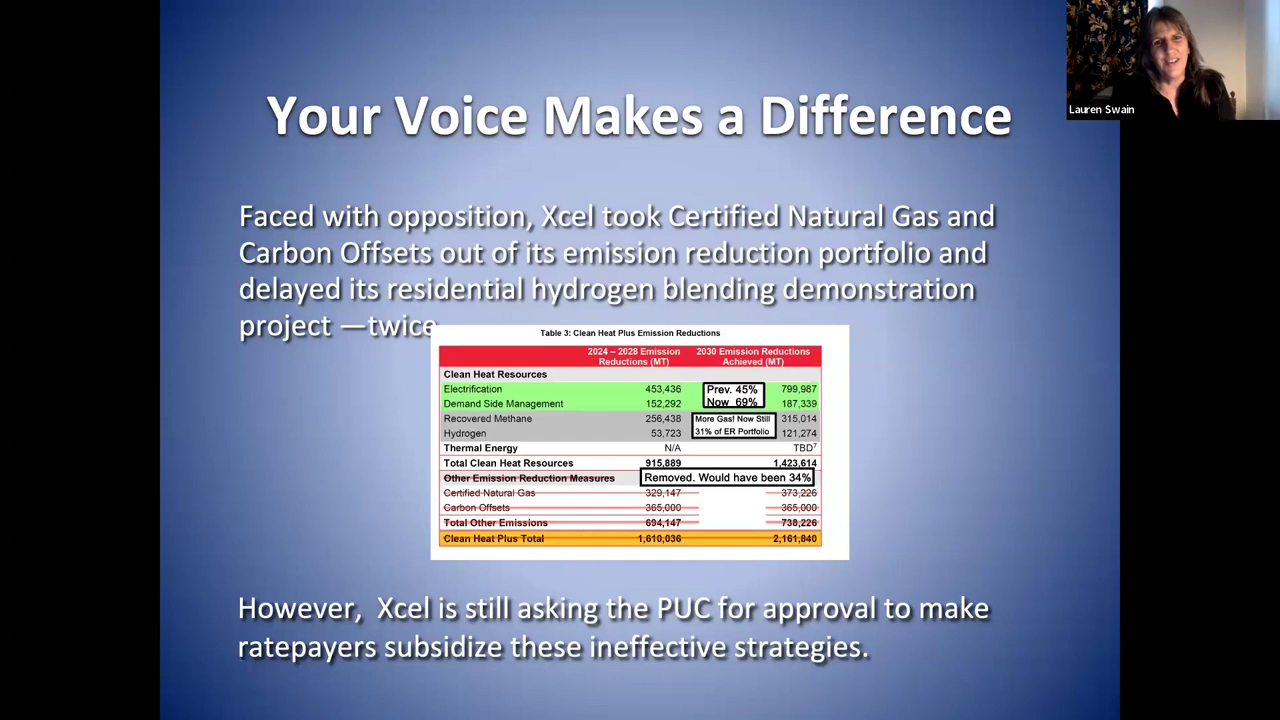 Lauren Swain
Your Voice Makes a Difference
Faced with opposition, Xcel took Certified Natural Gas and
Carbon Offsets out of its emission reduction portfolio and
delayed its residential hydrogen blending demonstration
project —twice
Table 3: Clean Heat Plus Emission Reductions
2024 – 2028 Emission Reductions (MT) 2030 Emission Reductions Achieved (MT)
Clean Heat Resources
Electrification 453,436 Prev. 45% 799,987
Demand Side Management 152,292 Now 69% 187,339
Recovered Methane 256,438 More Gas! Now Still 315,014
Hydrogen 53,723 31% of ER Portfolio 121,274
Thermal Energy N/A TBD7
Total Clean Heat Resources 915,889 1,423,614
Other Emission Reduction Measures Removed. Would have been 34%
Certified Natural Gas 329,147 373,226
Carbon Offsets 365,000 365,000
Total Other Emissions 694,147 738,226
Clean Heat Plus Total 1,610,036 2,161,840
However, Xcel is still asking the PUC for approval to make
ratepayers subsidize these ineffective strategies.